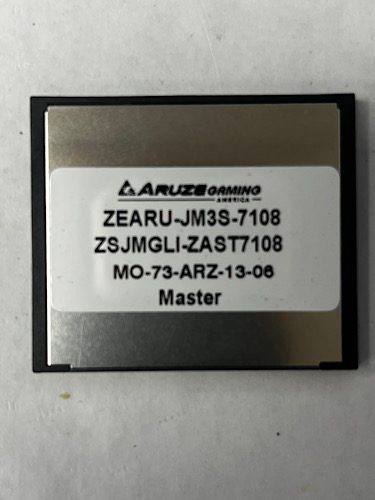 ARUZE GAMING
AMERICA
ZEARU-JM3S-7108
ZSJMGLI-ZAST7108
MO-73-ARZ-13-06
Master